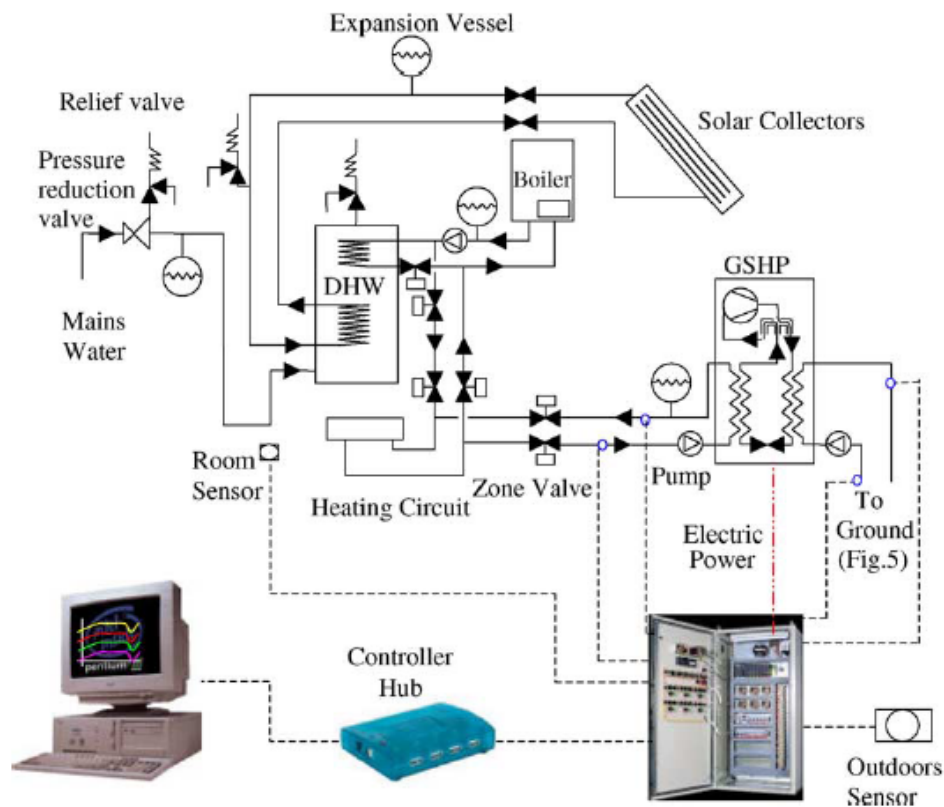 Expansion Vessel
Relief valve
Solar Collectors
Pressure
reduction
valve
Boiler
GSHP
DHW
Mains
Water
Room
Sensor
Heating Circuit
Zone Valve
Pump
To
Ground
(Fig.5)
Electric
Power
Controller
Hub
Outdoors
Sensor